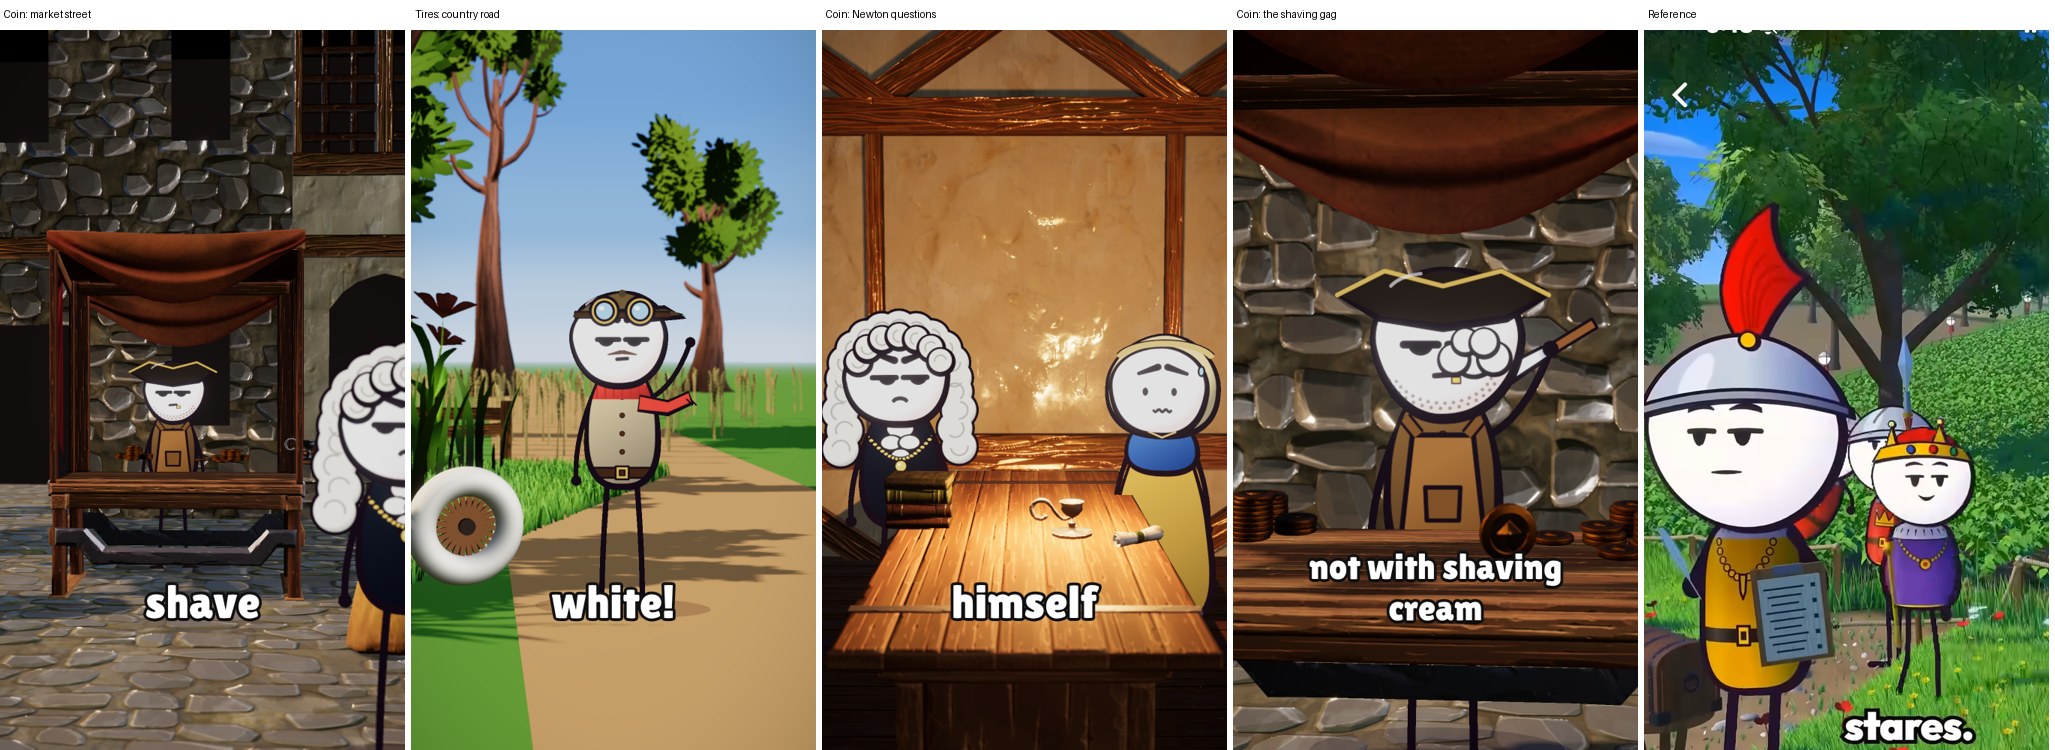 Coin: market street
Tires: country road
Coin: Newton questions
Coin: the shaving gag
Reference
shave
white!
himself
not with shaving
cream
stares.